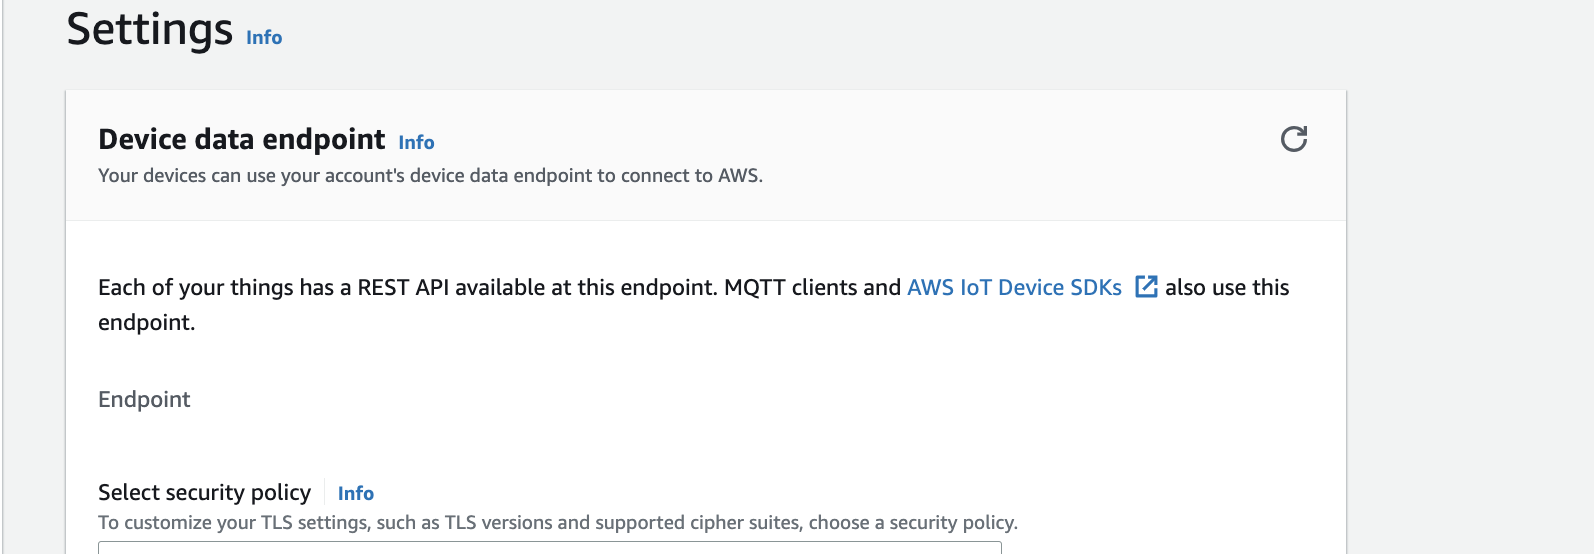 Settings Info
Device data endpoint Info
Your devices can use your account's device data endpoint to connect to AWS.
Each of your things has a REST API available at this endpoint. MQTT clients and AWS IoT Device SDKs also use this
endpoint.
Endpoint
Select security policy Info
To customize your TLS settings, such as TLS versions and supported cipher suites, choose a security policy.